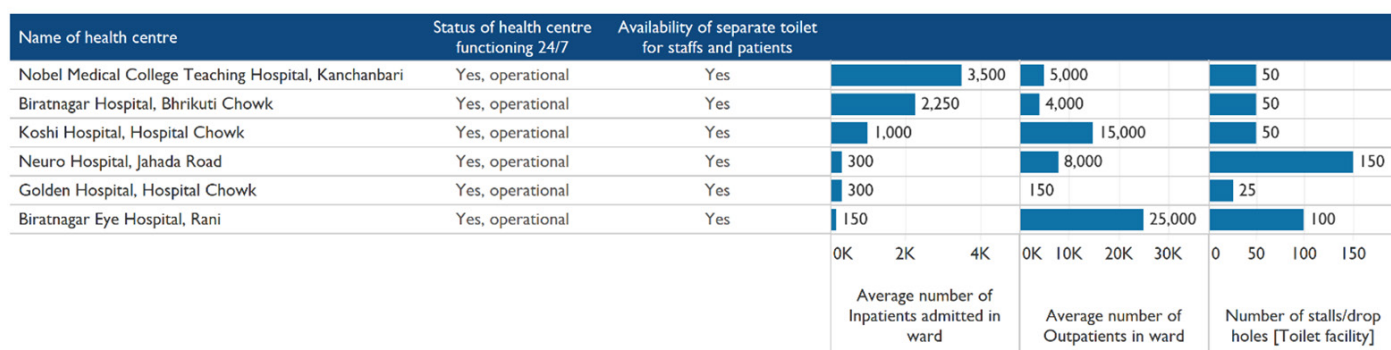 Name of health centre
Status of health centre functioning 24/7
Availability of separate toilet for staffs and patients
Nobel Medical College Teaching Hospital, Kanchanbari Yes, operational Yes 3,500 5,000 50
Biratnagar Hospital, Bhrikuti Chowk Yes, operational Yes 2,250 4,000 50
Koshi Hospital, Hospital Chowk Yes, operational Yes 1,000 15,000 50
Neuro Hospital, Jahada Road Yes, operational Yes 300 8,000 150
Golden Hospital, Hospital Chowk Yes, operational Yes 300 150 25
Biratnagar Eye Hospital, Rani Yes, operational Yes 150 25,000 100
0K 2K 4K 0K 10K 20K 30K 0 50 100 150
Average number of
Inpatients admitted in
ward
Average number of
Outpatients in ward
Number of stalls/drop
holes [Toilet facility]